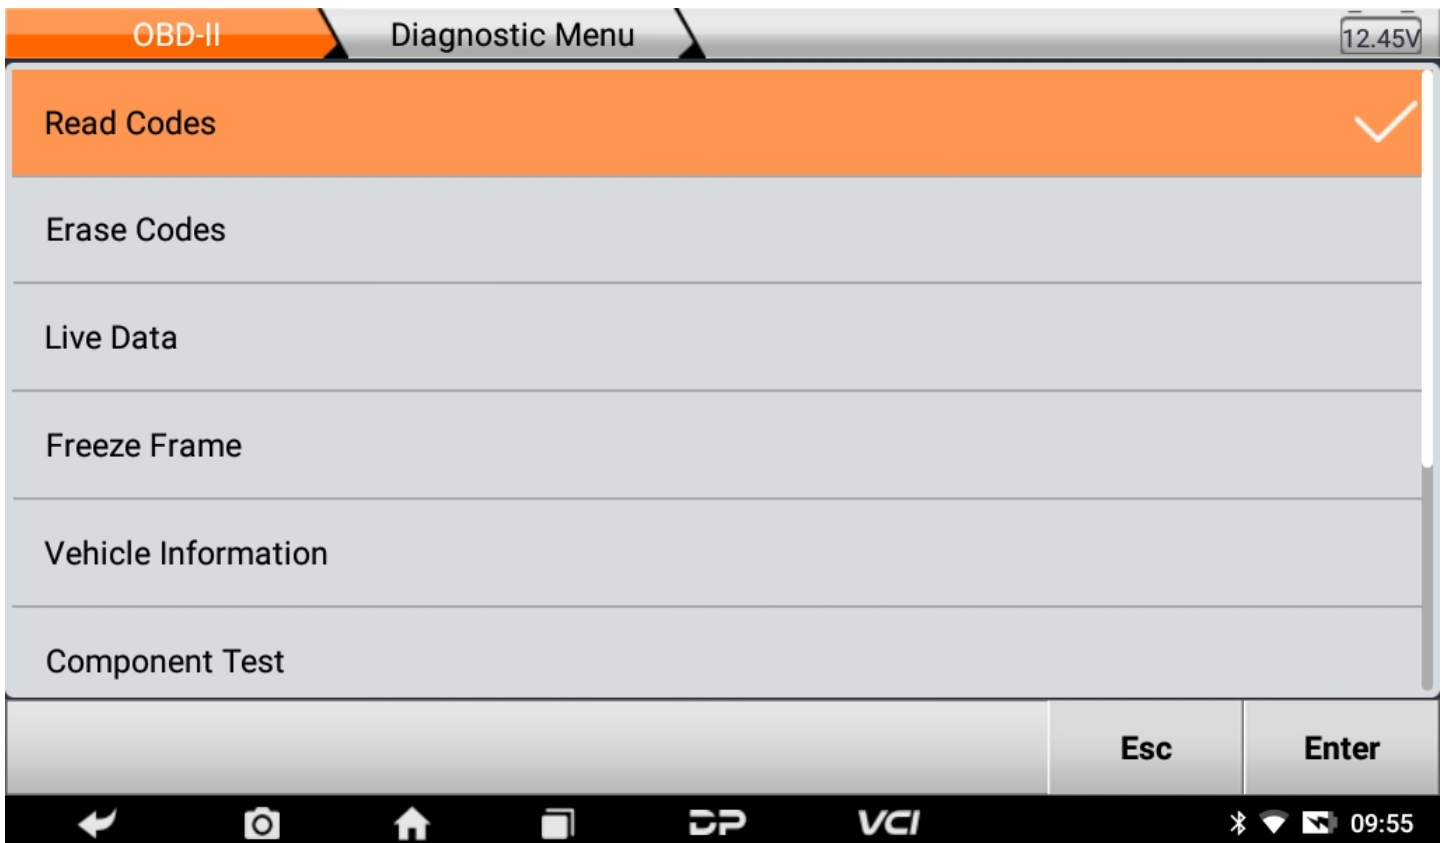 OBD-II
Diagnostic Menu
12.45V
Read Codes
Erase Codes
Live Data
Freeze Frame
Vehicle Information
Component Test
Esc
Enter
DP
VCI
09:55